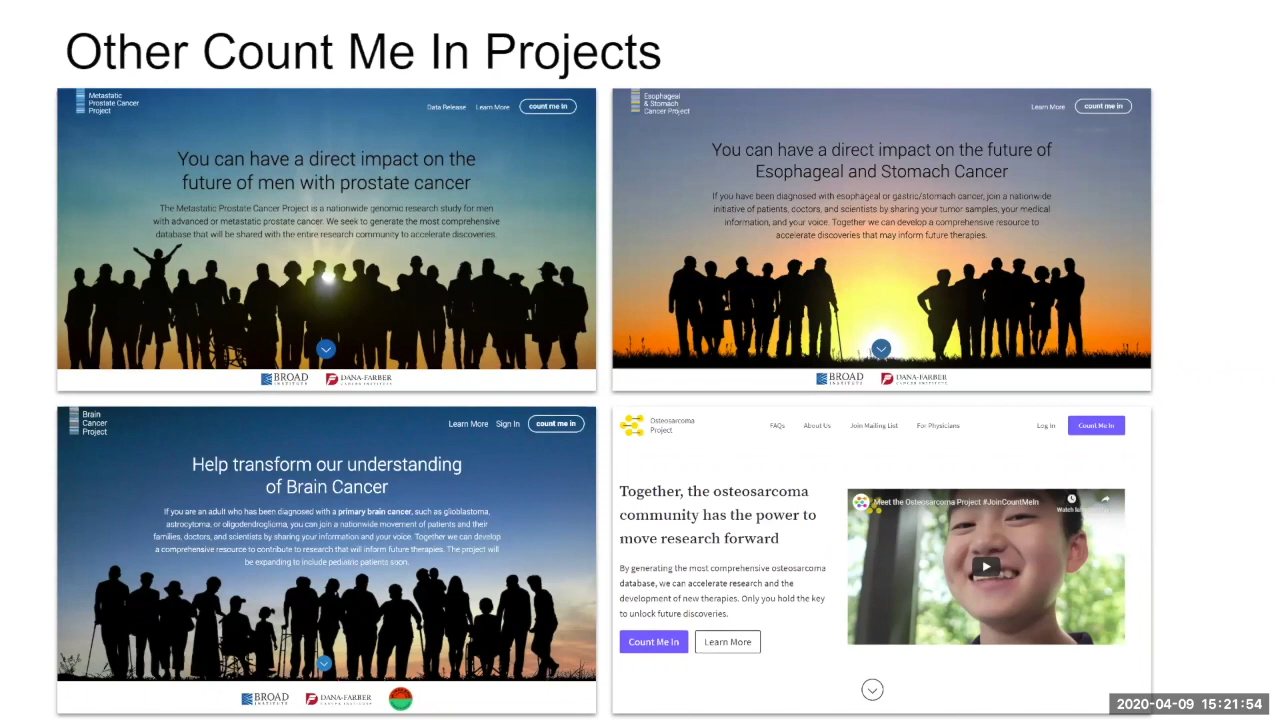 Other Count Me In Projects
Metastatic
Prostate Cancer
Project
Data Release
Learn More
count me in
You can have a direct impact on the
future of men with prostate cancer
The Metastatic Prostate Cancer Project is a nationwide genomic research study for men
with advanced or metastatic prostate cancer. We seek to generate the most comprehensive
database that will be shared with the entire research community to accelerate discoveries.
BROAD
INSTITUTE
DANA-FARBER
CANCER INSTITUTE
Esophageal
& Stomach
Cancer Project
Learn More
count me in
You can have a direct impact on the future of
Esophageal and Stomach Cancer
If you have been diagnosed with esophageal or gastric/stomach cancer, join a nationwide
initiative of patients, doctors, and scientists by sharing your tumor samples, your medical
information, and your voice. Together we can develop a comprehensive resource to
accelerate discoveries that may inform future therapies.
BROAD
INSTITUTE
DANA-FARBER
CANCER INSTITUTE
Brain
Cancer
Project
Learn More
Sign In
count me in
Help transform our understanding
of Brain Cancer
If you are an adult who has been diagnosed with a primary brain cancer, such as glioblastoma,
astrocytoma, or oligodendroglioma, you can join a nationwide movement of patients and their
families, doctors, and scientists by sharing your information and your voice. Together we can develop
a comprehensive resource to contribute to research that will inform future therapies. The project will
be expanding to include pediatric patients soon.
BROAD
INSTITUTE
DANA-FARBER
CANCER INSTITUTE
Osteosarcoma
Project
FAQs
About Us
Join Mailing List
For Physicians
Log In
Count Me In
Together, the osteosarcoma
community has the power to
move research forward
By generating the most comprehensive osteosarcoma
database, we can accelerate research and the
development of new therapies. Only you hold the key
to unlock future discoveries.
Count Me In
Learn More
Meet the Osteosarcoma Project #JoinCountMeIn
Watch
2020-04-09 15:21:54